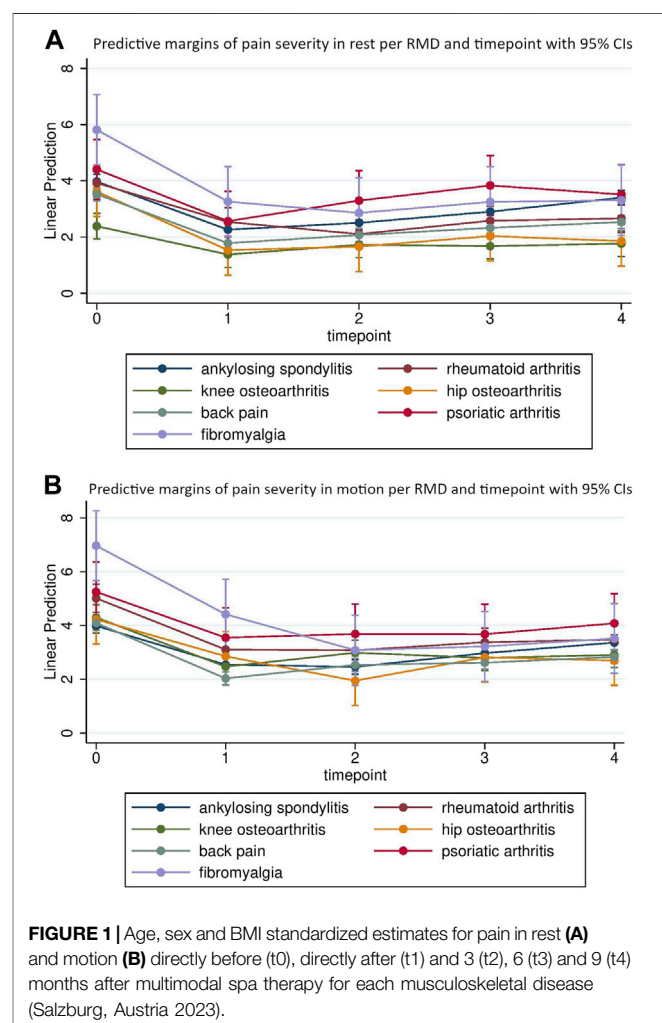 A
Predictive margins of pain severity in rest per RMD and timepoint with 95% CIs
8
6
4
2
0
Linear Prediction
0 1 2 3 4
timepoint
ankylosing spondylitis rheumatoid arthritis
knee osteoarthritis hip osteoarthritis
back pain psoriatic arthritis
fibromyalgia
B
Predictive margins of pain severity in motion per RMD and timepoint with 95% CIs
8
6
4
2
0
Linear Prediction
0 1 2 3 4
timepoint
ankylosing spondylitis rheumatoid arthritis
knee osteoarthritis hip osteoarthritis
back pain psoriatic arthritis
fibromyalgia
FIGURE 1 | Age, sex and BMI standardized estimates for pain in rest (A)
and motion (B) directly before (t0), directly after (t1) and 3 (t2), 6 (t3) and 9 (t4)
months after multimodal spa therapy for each musculoskeletal disease
(Salzburg, Austria 2023).